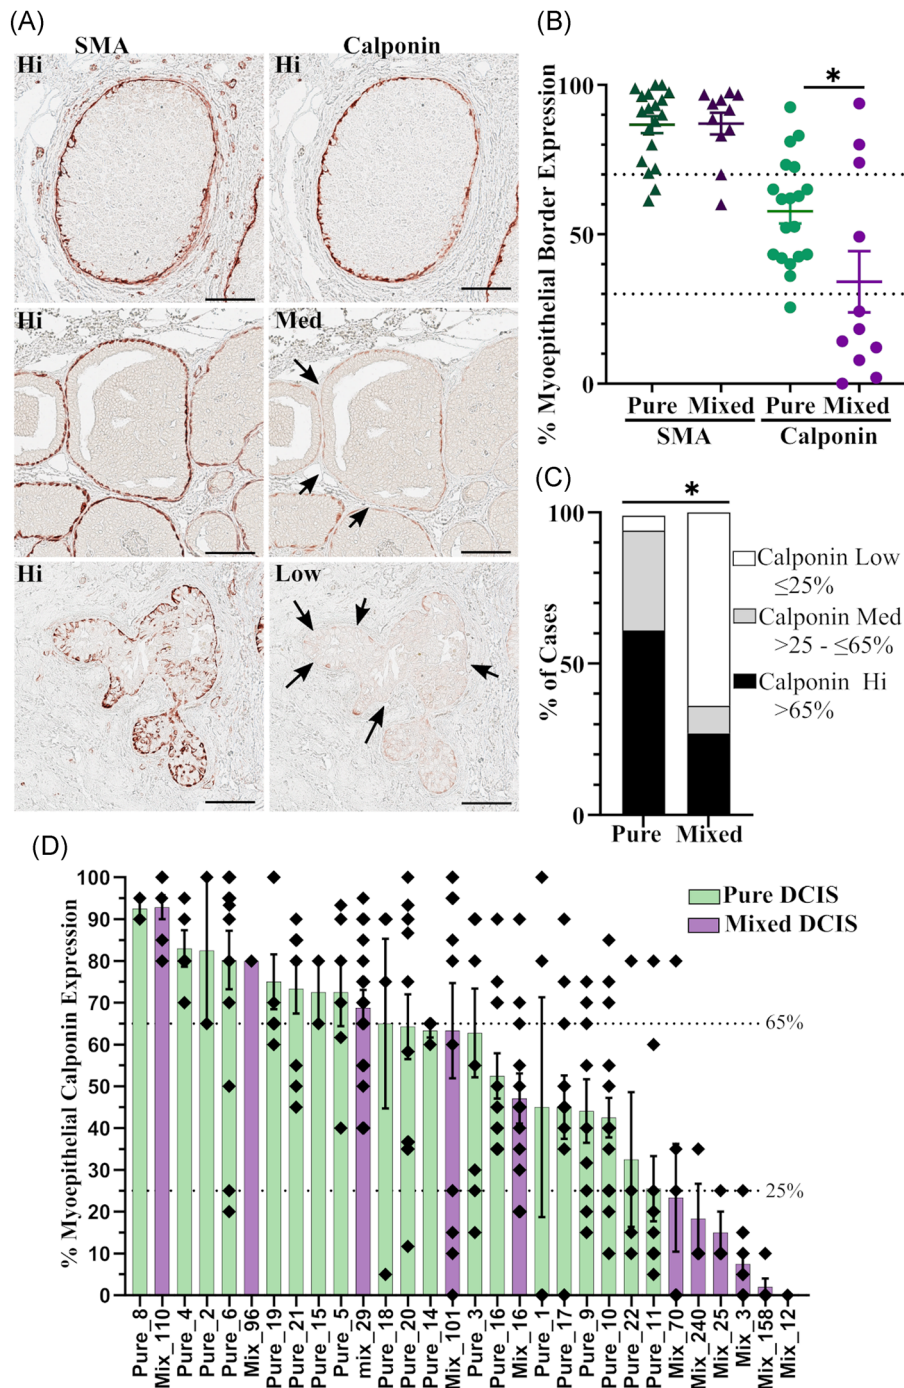 (A)
SMA
Calponin
Hi
Hi
Hi
Med
Hi
Low
(B)
% Myoepithelial Border Expression
100
50
0
*
Pure Mixed Pure Mixed
SMA Calponin
(C)
% of Cases
100
50
0
*
Pure Mixed
Calponin Low
≤25%
Calponin Med
>25 - ≤65%
Calponin Hi
>65%
(D)
% Myoepithelial Calponin Expression
100
90
80
70
60
50
40
30
20
10
0
Pure DCIS
Mixed DCIS
65%
25%
Pure_8
Mix_110
Pure_4
Pure_2
Pure_6
Mix_96
Pure_19
Pure_21
Pure_15
Pure_5
mix_29
Pure_18
Pure_20
Pure_14
Mix_101
Pure_3
Pure_16
Mix_16
Pure_1
Pure_17
Pure_9
Pure_10
Pure_22
Pure_11
Mix_70
Mix_240
Mix_25
Mix_3
Mix_158
Mix_12